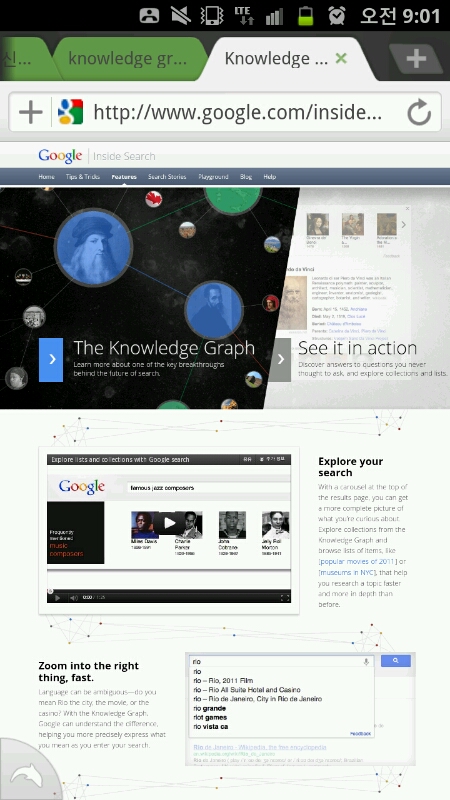 LTE
오전 9:01
knowledge gr...
Knowledge ...
http://www.google.com/inside...
Google Inside Search
Home Tips & Tricks Features Search Stories Playground Blog Help
The Knowledge Graph
Learn more about one of the key breakthroughs
behind the future of search.
See it in action
Discover answers to questions you never
thought to ask, and explore collections and lists.
Explore lists and collections with Google search
Google
famous jazz composers
Frequently
mentioned
music
composers
Miles Davis
1926-1991
Charlie
Parker
1920-1955
John
Coltrane
1926-1967
Jelly Roll
Morton
Explore your
search
With a carousel at the top of
the results page, you can get
a more complete picture of
what you're curious about.
Explore collections from the
Knowledge Graph and
browse lists of items, like
[popular movies of 2011] or
[museums in NYC], that help
you research a topic faster
and more in depth than
before.
Zoom into the right
thing, fast.
Language can be ambiguous—do you
mean Rio the city, the movie, or the
casino? With the Knowledge Graph,
Google can understand the difference,
helping you more precisely express what
you mean as you enter your search.
rio
rio
rio – Rio, 2011 Film
rio – Rio All Suite Hotel and Casino
rio – Rio de Janeiro, City in Rio de Janeiro
rio grande
riot games
rio vista ca
Feedback
Rio de Janeiro - Wikipedia, the free encyclopedia